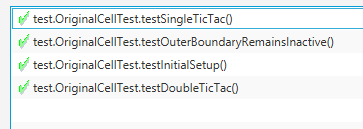 test.OriginalCellTest.testSingleTicTac()
test.OriginalCellTest.testOuterBoundaryRemainsInactive()
test.OriginalCellTest.testInitialSetup()
test.OriginalCellTest.testDoubleTicTac()